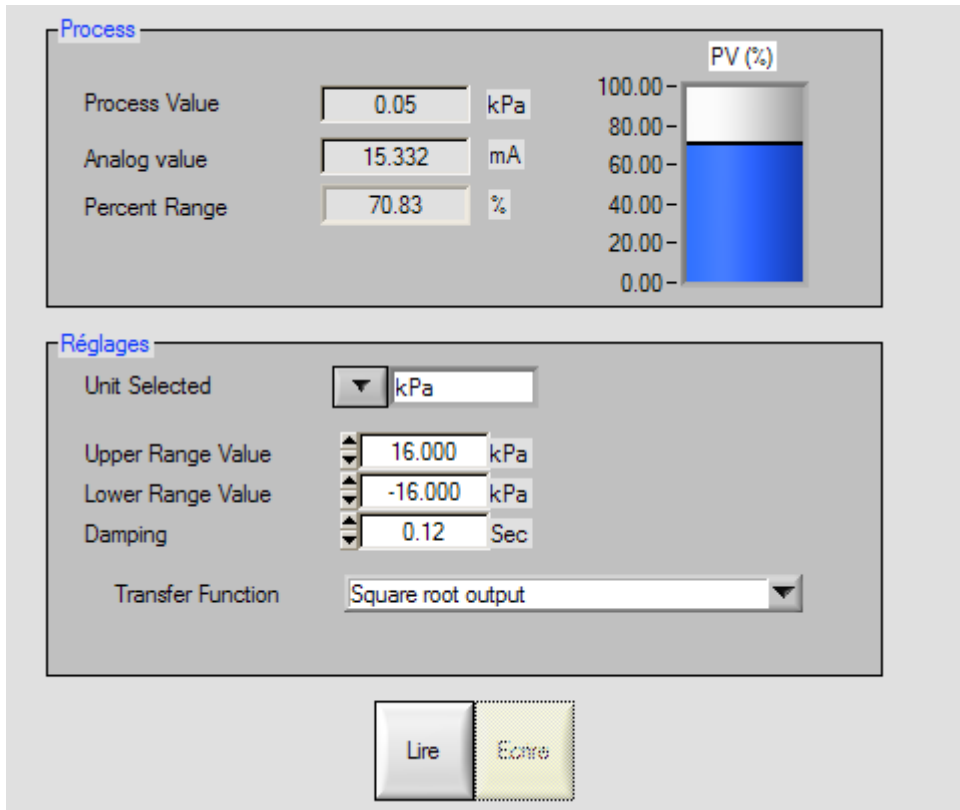 Process
PV (%)
Process Value 0.05 kPa
Analog value 15.332 mA
Percent Range 70.83 %
100.00
80.00
60.00
40.00
20.00
0.00
Réglages
Unit Selected kPa
Upper Range Value 16.000 kPa
Lower Range Value -16.000 kPa
Damping 0.12 Sec
Transfer Function Square root output
Lire Ecrire